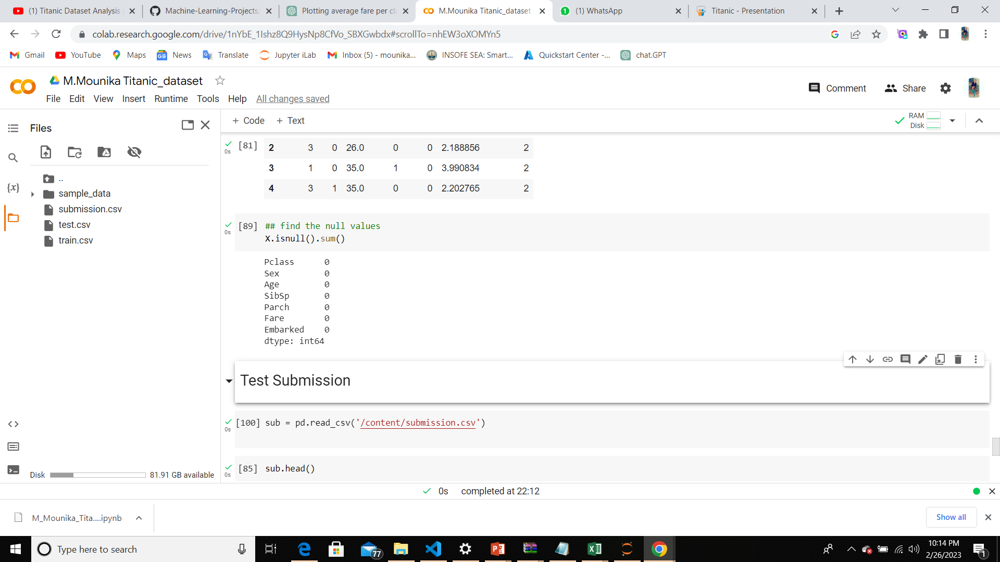 (1) Titanic Dataset Analysis
Machine-Learning-Projects/
Plotting average fare per cla
M.Mounika Titanic_dataset
(1) WhatsApp
Titanic - Presentation
colab.research.google.com/drive/1nYbE_1Ishz8Q9HysNp8CfVo_SBXGwbdx#scrollTo=nhEW3oXOMYn5
Gmail
YouTube
Maps
News
Translate
Jupyter iLab
Inbox (5) - mounika...
INSOFE SEA: Smart...
Quickstart Center -...
chat.GPT
M.Mounika Titanic_dataset
Comment
Share
File Edit View Insert Runtime Tools Help All changes saved
Files
+ Code + Text
RAM
Disk
..
sample_data
submission.csv
test.csv
train.csv
Disk 81.91 GB available
{x}
0s [81] 2 3 0 26.0 0 0 2.188856 2
3 1 0 35.0 1 0 3.990834 2
4 3 1 35.0 0 0 2.202765 2
0s [89] ## find the null values
X.isnull().sum()
Pclass 0
Sex 0
Age 0
SibSp 0
Parch 0
Fare 0
Embarked 0
dtype: int64
Test Submission
0s [100] sub = pd.read_csv('/content/submission.csv')
0s [85] sub.head()
0s completed at 22:12
M_Mounika_Tita....ipynb
Show all
Type here to search
77
10:14 PM
2/26/2023
1